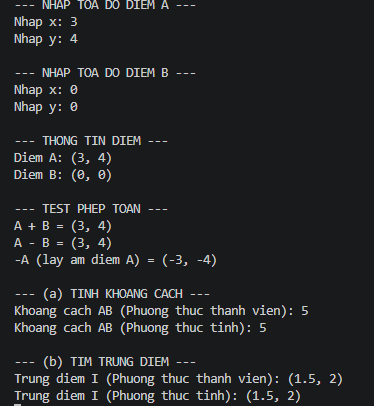 --- NHAP TOA DO DIEM A ---
Nhap x: 3
Nhap y: 4
--- NHAP TOA DO DIEM B ---
Nhap x: 0
Nhap y: 0
--- THONG TIN DIEM ---
Diem A: (3, 4)
Diem B: (0, 0)
--- TEST PHEP TOAN ---
A + B = (3, 4)
A - B = (3, 4)
-A (lay am diem A) = (-3, -4)
--- (a) TINH KHOANG CACH ---
Khoang cach AB (Phuong thuc thanh vien): 5
Khoang cach AB (Phuong thuc tinh): 5
--- (b) TIM TRUNG DIEM ---
Trung diem I (Phuong thuc thanh vien): (1.5, 2)
Trung diem I (Phuong thuc tinh): (1.5, 2)